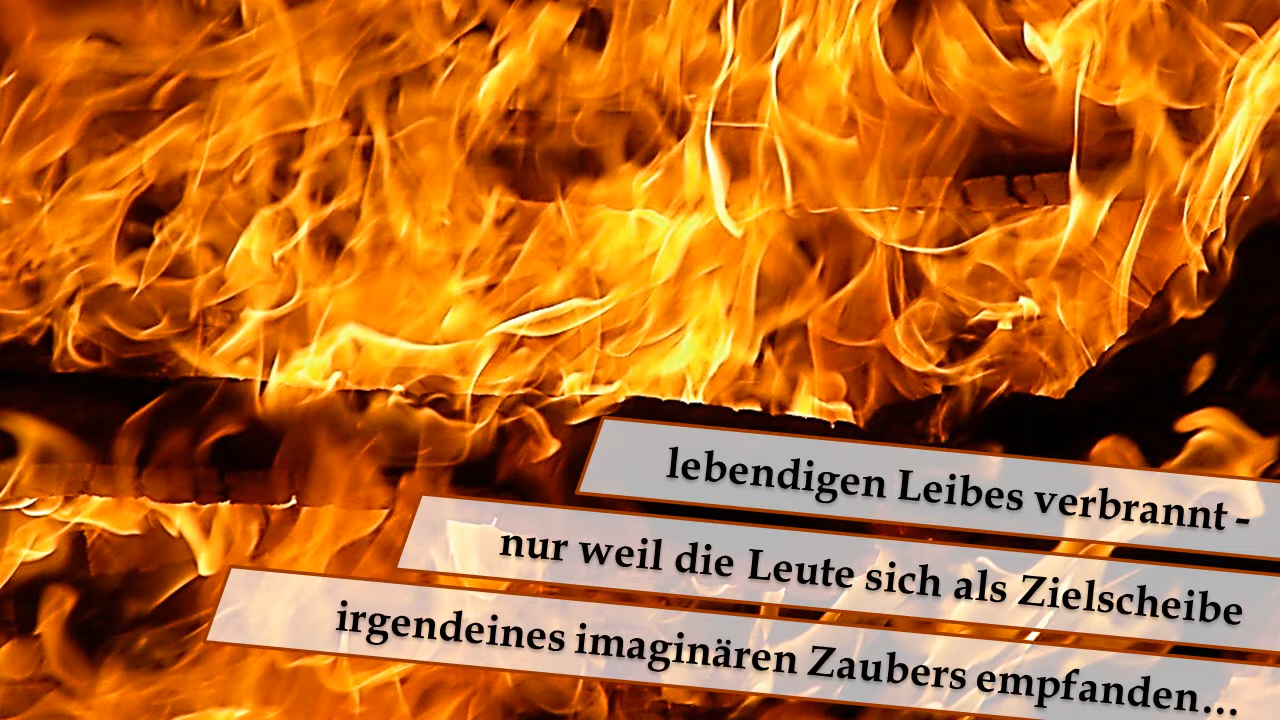 lebendigen Leibes verbrannt -
nur weil die Leute sich als Zielscheibe
irgendeines imaginären Zaubers empfanden...